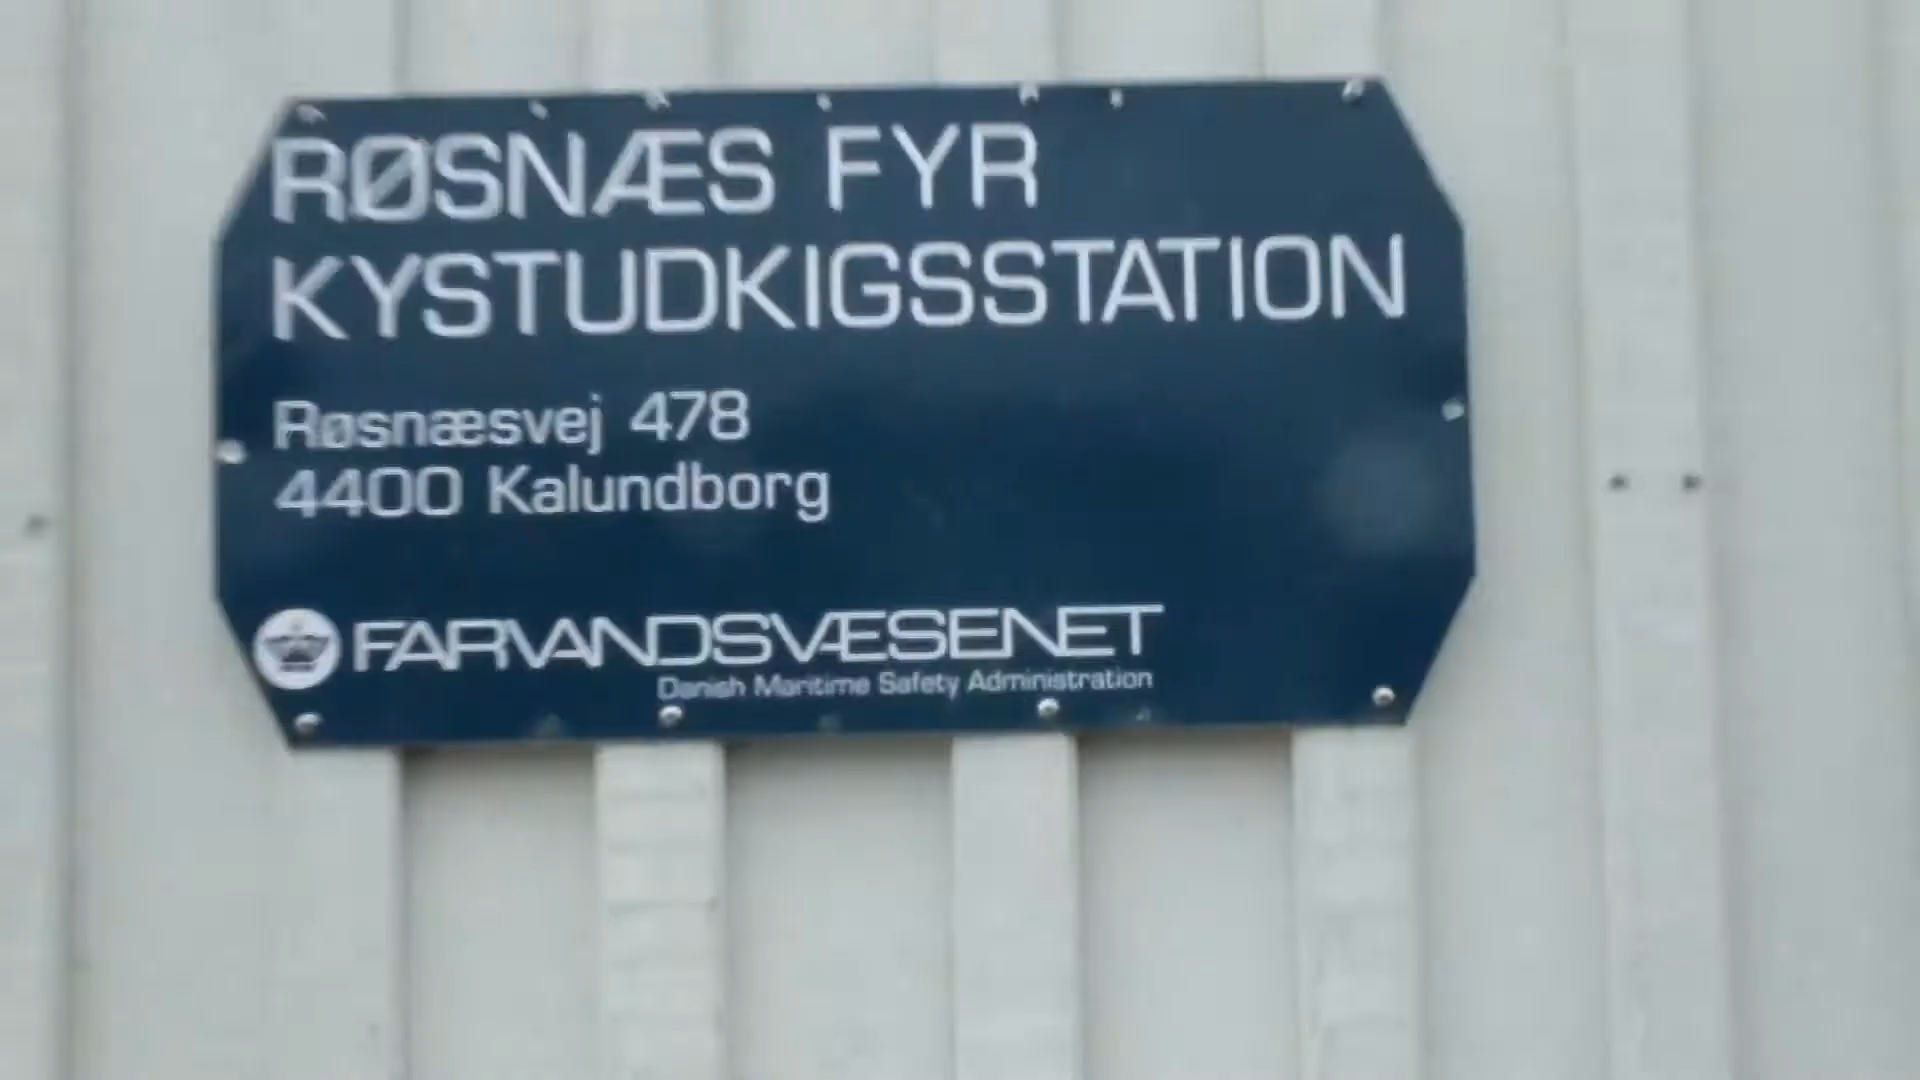 RØSNÆS FYR
KYSTUDKIGSSTATION
Røsnæsvej 478
4400 Kalundborg
FARVANDSVÆSENET
Danish Maritime Safety Administration